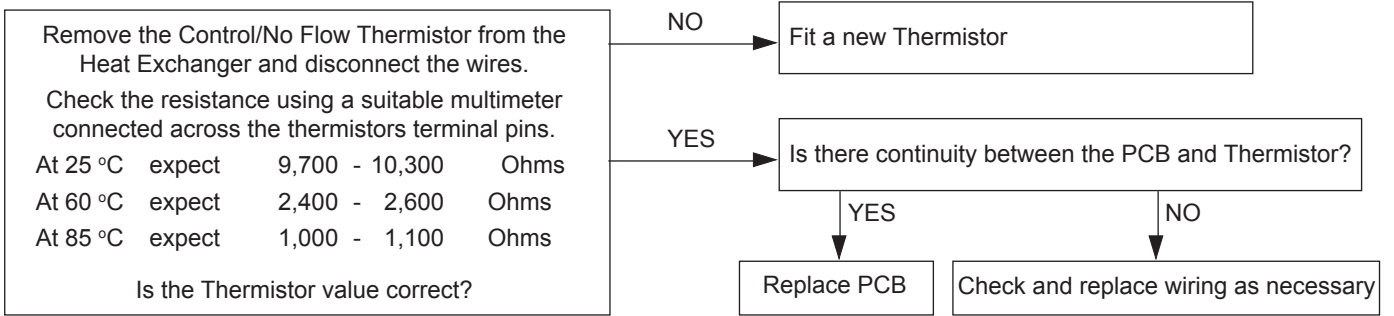 Remove the Control/No Flow Thermistor from the
Heat Exchanger and disconnect the wires.
Check the resistance using a suitable multimeter
connected across the thermistors terminal pins.
At 25 °C expect 9,700 - 10,300 Ohms
At 60 °C expect 2,400 - 2,600 Ohms
At 85 °C expect 1,000 - 1,100 Ohms
Is the Thermistor value correct?
NO
Fit a new Thermistor
YES
Is there continuity between the PCB and Thermistor?
YES
NO
Replace PCB
Check and replace wiring as necessary